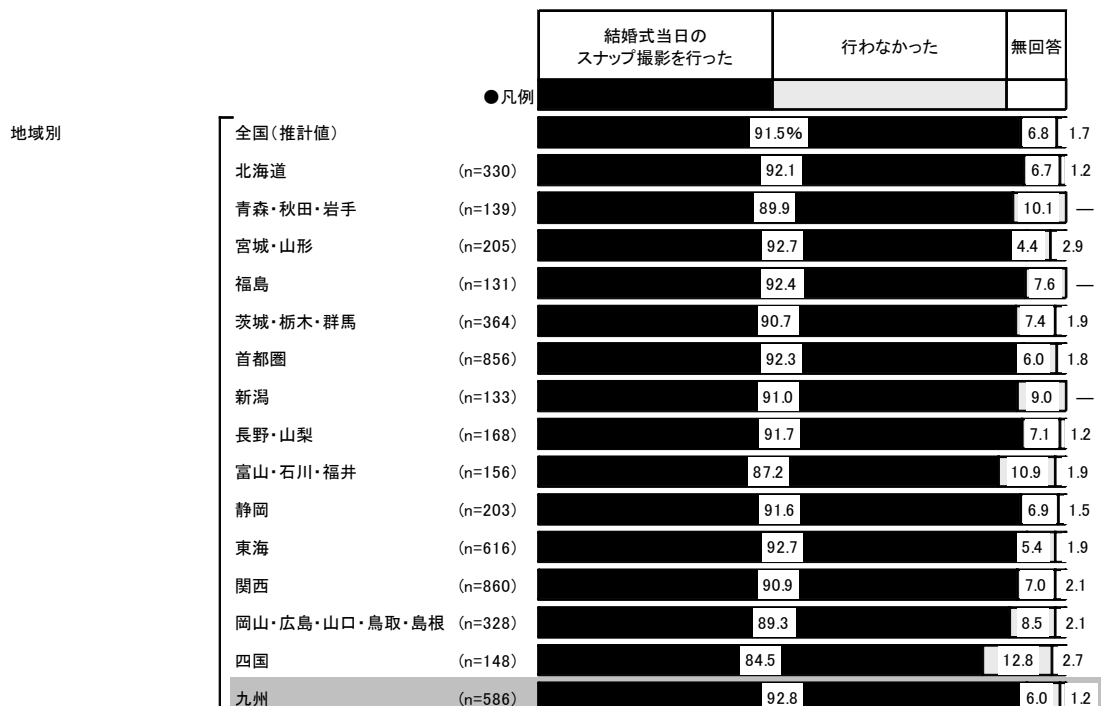 結婚式当日の
スナップ撮影を行った
行わなかった
無回答
●凡例
地域別
全国(推計値) 91.5% 6.8 1.7
北海道 (n=330) 92.1 6.7 1.2
青森・秋田・岩手 (n=139) 89.9 10.1 —
宮城・山形 (n=205) 92.7 4.4 2.9
福島 (n=131) 92.4 7.6 —
茨城・栃木・群馬 (n=364) 90.7 7.4 1.9
首都圏 (n=856) 92.3 6.0 1.8
新潟 (n=133) 91.0 9.0 —
長野・山梨 (n=168) 91.7 7.1 1.2
富山・石川・福井 (n=156) 87.2 10.9 1.9
静岡 (n=203) 91.6 6.9 1.5
東海 (n=616) 92.7 5.4 1.9
関西 (n=860) 90.9 7.0 2.1
岡山・広島・山口・鳥取・島根 (n=328) 89.3 8.5 2.1
四国 (n=148) 84.5 12.8 2.7
九州 (n=586) 92.8 6.0 1.2